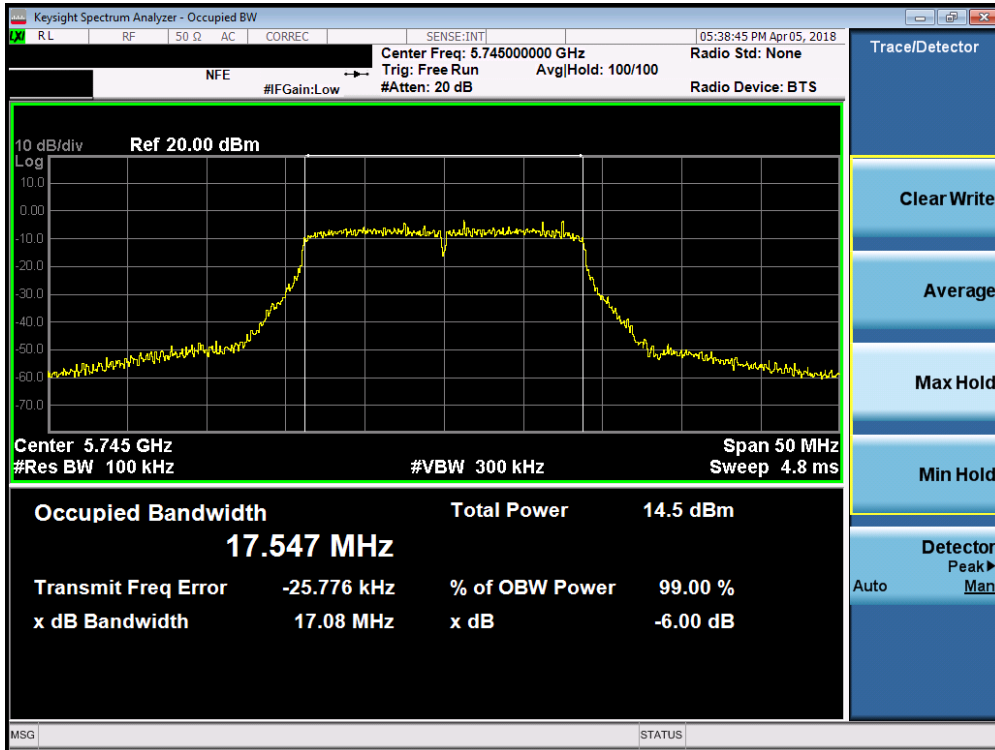 Keysight Spectrum Analyzer - Occupied BW
LXI RL RF 50 Ω AC CORREC SENSE:INT 05:38:45 PM Apr 05, 2018
Center Freq: 5.745000000 GHz Radio Std: None
NFE Trig: Free Run Avg|Hold: 100/100
#IFGain:Low #Atten: 20 dB Radio Device: BTS
10 dB/div Ref 20.00 dBm
Log
10.0
0.00
-10.0
-20.0
-30.0
-40.0
-50.0
-60.0
-70.0
Center 5.745 GHz Span 50 MHz
#Res BW 100 kHz #VBW 300 kHz Sweep 4.8 ms
Occupied Bandwidth Total Power 14.5 dBm
17.547 MHz
Transmit Freq Error -25.776 kHz % of OBW Power 99.00 %
x dB Bandwidth 17.08 MHz x dB -6.00 dB
MSG STATUS
Trace/Detector
Clear Write
Average
Max Hold
Min Hold
Detector
Peak▶
Auto Man